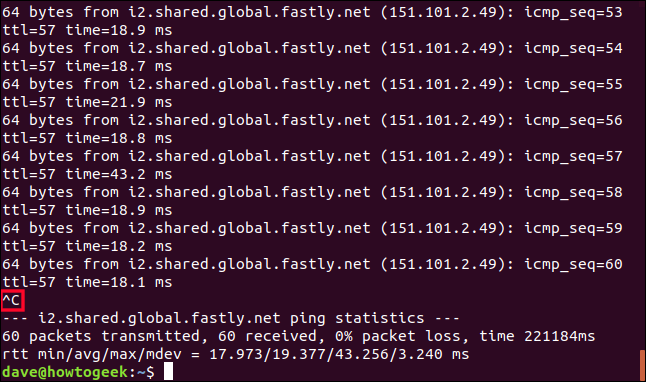 64 bytes from i2.shared.global.fastly.net (151.101.2.49): icmp_seq=53
ttl=57 time=18.9 ms
64 bytes from i2.shared.global.fastly.net (151.101.2.49): icmp_seq=54
ttl=57 time=18.7 ms
64 bytes from i2.shared.global.fastly.net (151.101.2.49): icmp_seq=55
ttl=57 time=21.9 ms
64 bytes from i2.shared.global.fastly.net (151.101.2.49): icmp_seq=56
ttl=57 time=18.8 ms
64 bytes from i2.shared.global.fastly.net (151.101.2.49): icmp_seq=57
ttl=57 time=43.2 ms
64 bytes from i2.shared.global.fastly.net (151.101.2.49): icmp_seq=58
ttl=57 time=18.9 ms
64 bytes from i2.shared.global.fastly.net (151.101.2.49): icmp_seq=59
ttl=57 time=18.2 ms
64 bytes from i2.shared.global.fastly.net (151.101.2.49): icmp_seq=60
ttl=57 time=18.1 ms
^C
--- i2.shared.global.fastly.net ping statistics ---
60 packets transmitted, 60 received, 0% packet loss, time 221184ms
rtt min/avg/max/mdev = 17.973/19.377/43.256/3.240 ms
dave@howtogeek:~$